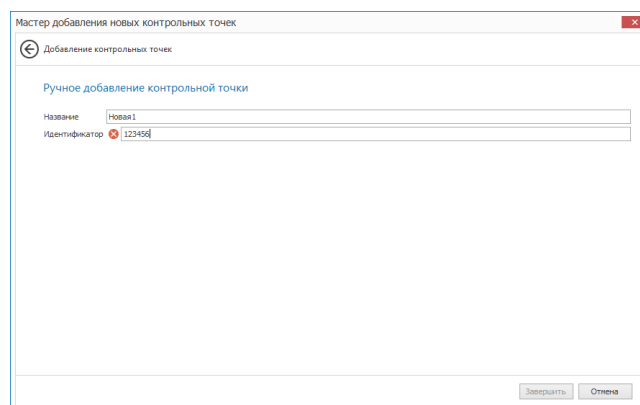 Мастер добавления новых контрольных точек
Добавление контрольных точек
Ручное добавление контрольной точки
Название Новая1
Идентификатор 123456
Завершить Отмена